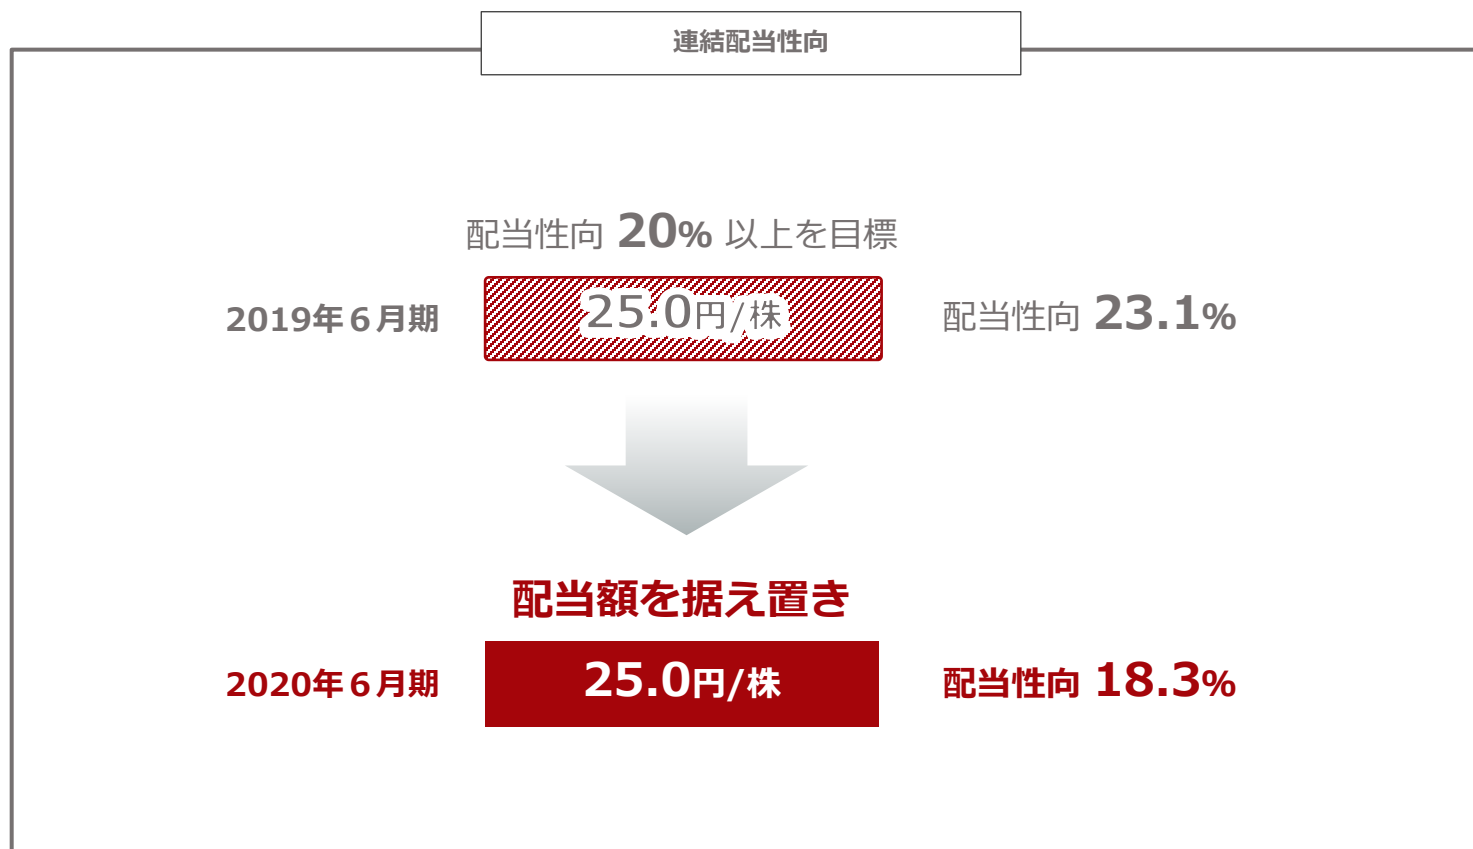 連結配当性向
配当性向 20% 以上を目標
2019年６月期 25.0円/株 配当性向 23.1%
配当額を据え置き
2020年６月期 25.0円/株 配当性向 18.3%